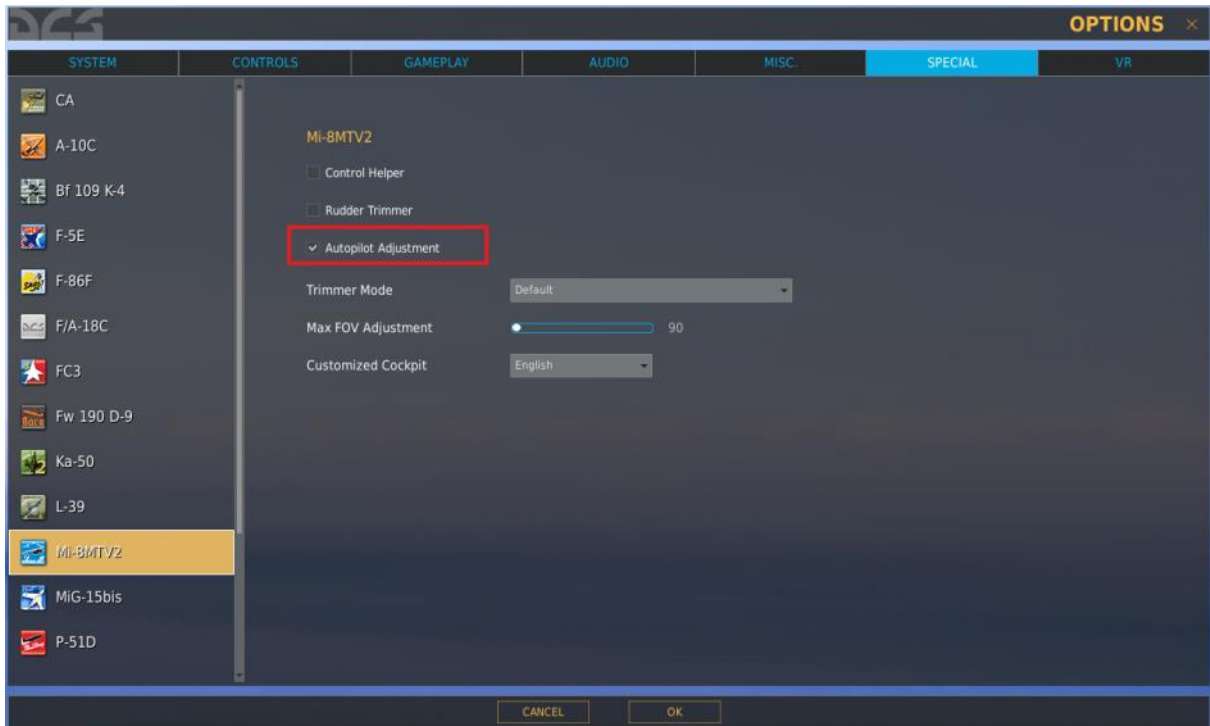 DCS
OPTIONS ×
SYSTEM CONTROLS GAMEPLAY AUDIO MISC. SPECIAL VR
CA
A-10C
Bf 109 K-4
F-5E
F-86F
F/A-18C
FC3
Fw 190 D-9
Ka-50
L-39
Mi-8MTV2
MiG-15bis
P-51D
Mi-8MTV2
Control Helper
Rudder Trimmer
Autopilot Adjustment
Trimmer Mode Default
Max FOV Adjustment 90
Customized Cockpit English
CANCEL OK